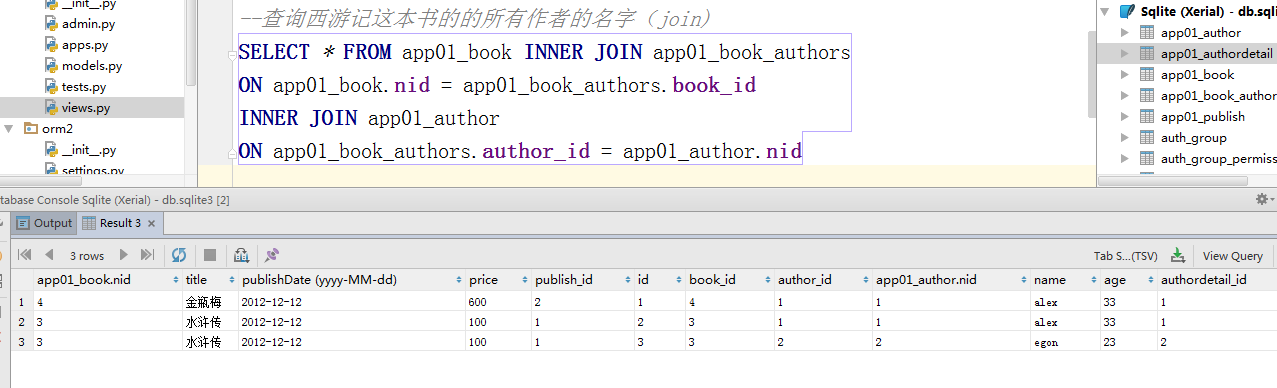 __init__.py
admin.py
apps.py
models.py
tests.py
views.py
orm2
__init__.py
settings.py
--查询西游记这本书的的所有作者的名字（join)
SELECT * FROM app01_book INNER JOIN app01_book_authors
ON app01_book.nid = app01_book_authors.book_id
INNER JOIN app01_author
ON app01_book_authors.author_id = app01_author.nid
Sqlite (Xerial) - db.sqli
app01_author
app01_authordetail
app01_book
app01_book_author
app01_publish
auth_group
auth_group_permiss
tabase Console Sqlite (Xerial) - db.sqlite3 [2]
Output Result 3
3 rows Tab S...(TSV) View Query
app01_book.nid title publishDate (yyyy-MM-dd) price publish_id id book_id author_id app01_author.nid name age authordetail_id
1 4 金瓶梅 2012-12-12 600 2 1 4 1 1 alex 33 1
2 3 水浒传 2012-12-12 100 1 2 3 1 1 alex 33 1
3 3 水浒传 2012-12-12 100 1 3 3 2 2 egon 23 2